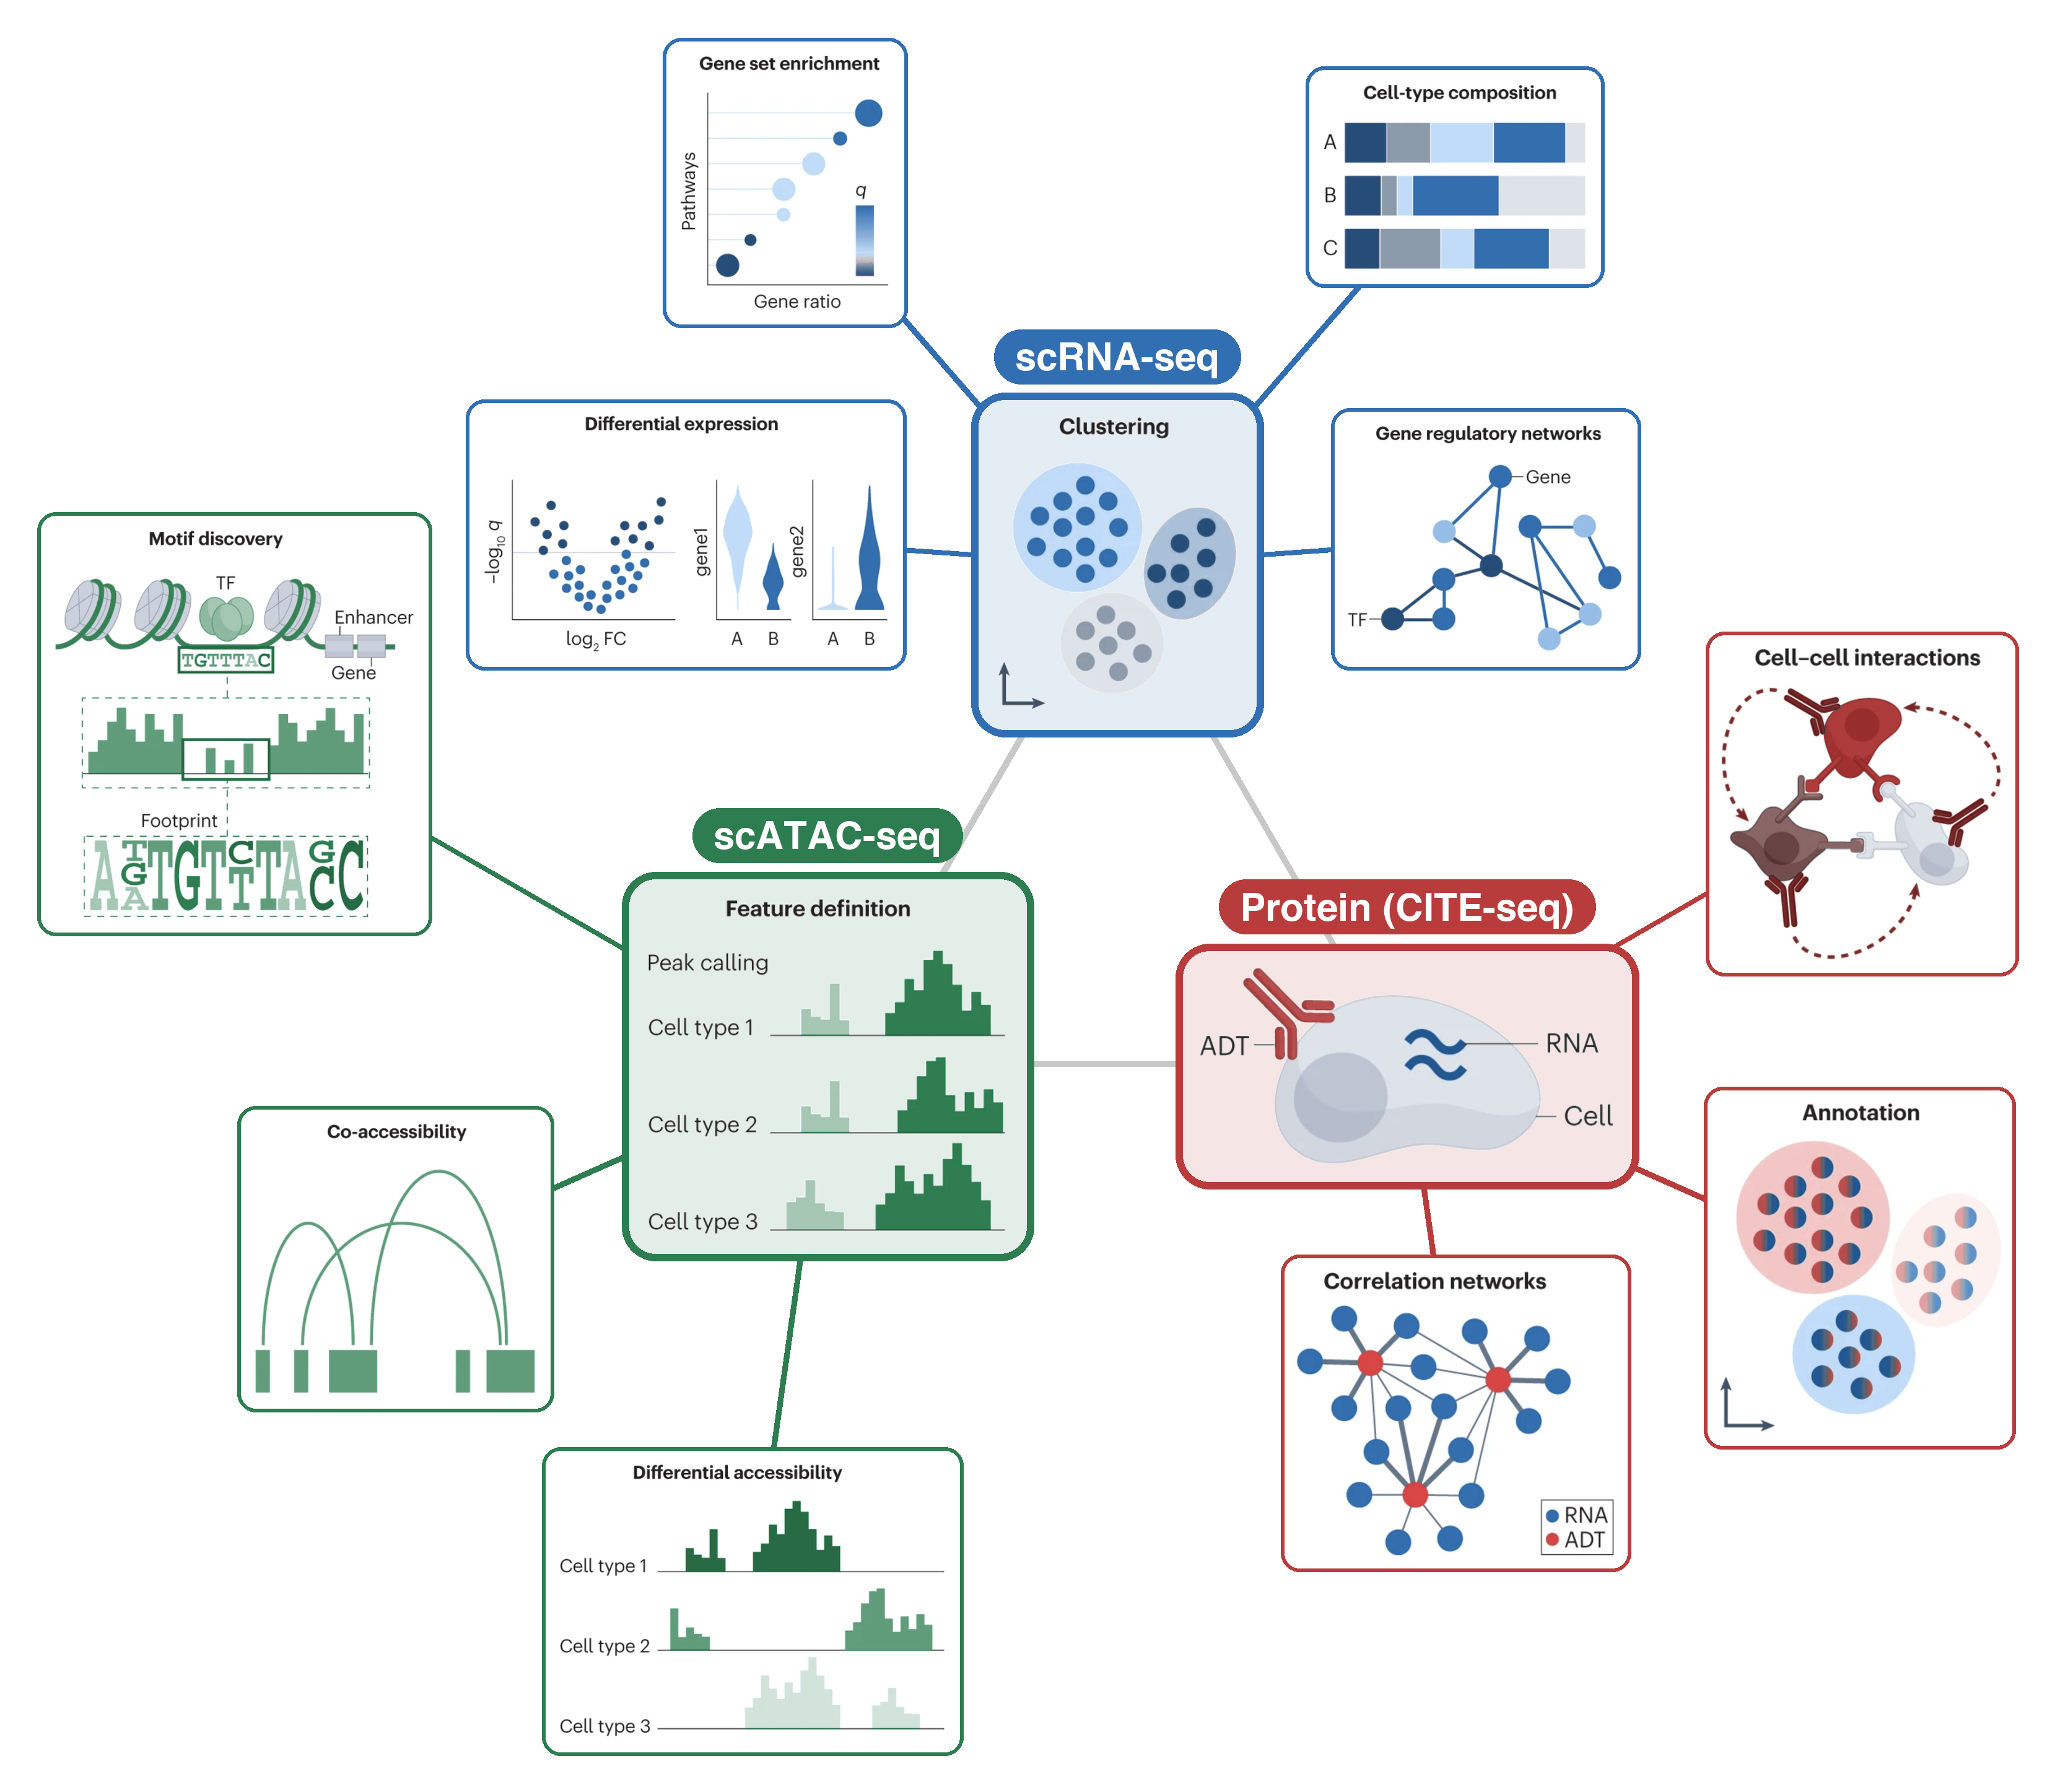 Gene set enrichment
Pathways
q
Gene ratio
Cell-type composition
A
B
C
scRNA-seq
Clustering
Differential expression
–log10 q
log2 FC
gene1
A B
gene2
A B
Gene regulatory networks
Gene
TF
Motif discovery
TF
Enhancer
TGTTTAC
Gene
Footprint
A
T
G
A
T
G
T
C
T
T
A
G
C
C
scATAC-seq
Feature definition
Peak calling
Cell type 1
Cell type 2
Cell type 3
Protein (CITE-seq)
ADT
RNA
Cell
Cell–cell interactions
Co-accessibility
Annotation
Correlation networks
RNA
ADT
Differential accessibility
Cell type 1
Cell type 2
Cell type 3